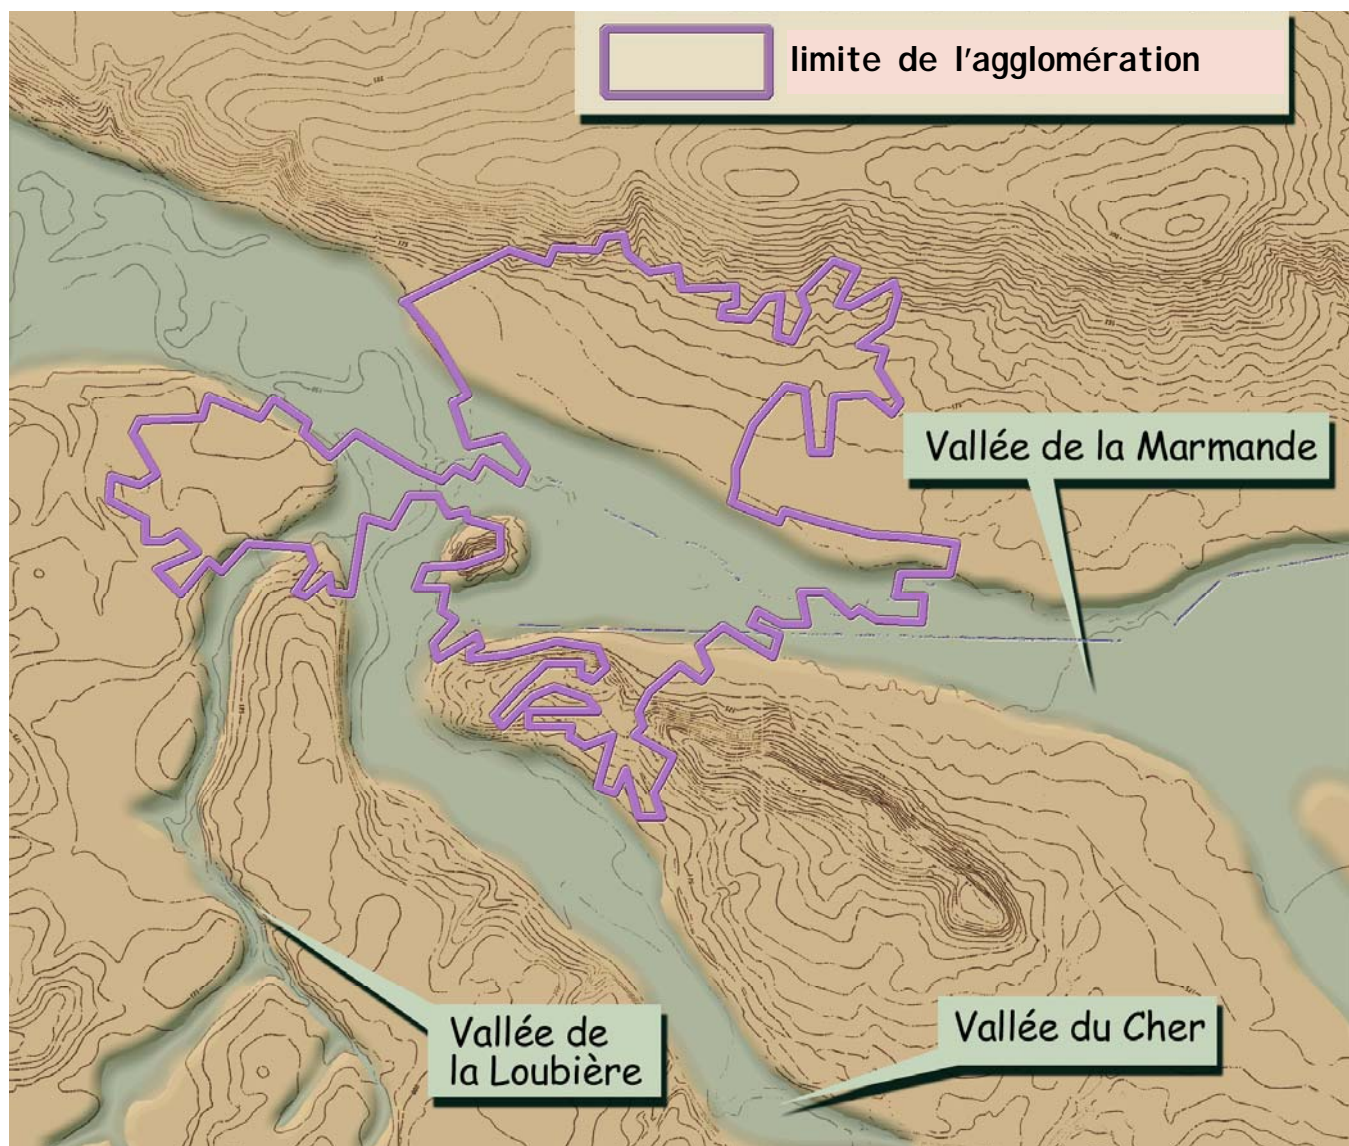 limite de l'agglomération
Vallée de la Marmande
Vallée de
la Loubière
Vallée du Cher